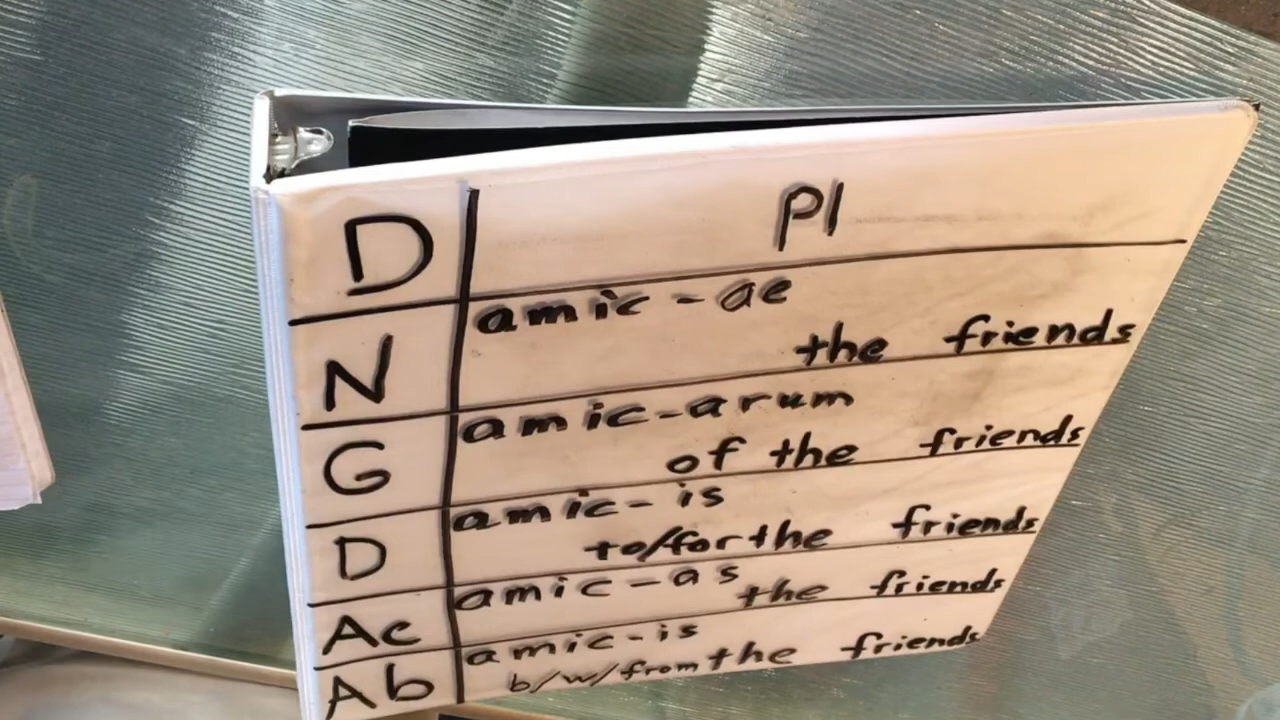 D Pl
N amic-ae
the friends
G amic-arum
of the friends
D amic-is
to/for the friends
Ac amic-as
the friends
Ab amic-is
b/w/from the friends